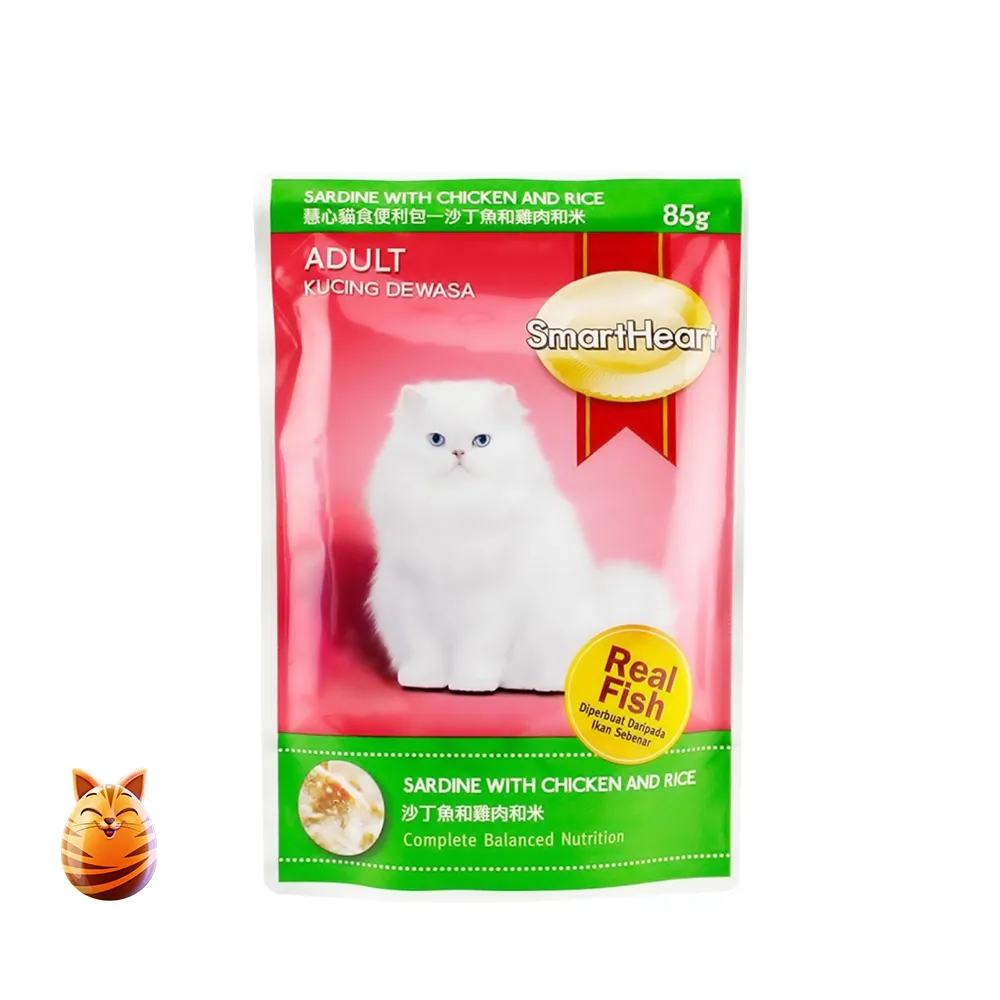 SARDINE WITH CHICKEN AND RICE
慧心貓食便利包—沙丁魚和雞肉和米
85g
ADULT
KUCING DEWASA
SmartHeart
Real
Fish
Diperbuat Daripada
Ikan Sebenar
SARDINE WITH CHICKEN AND RICE
沙丁魚和雞肉和米
Complete Balanced Nutrition